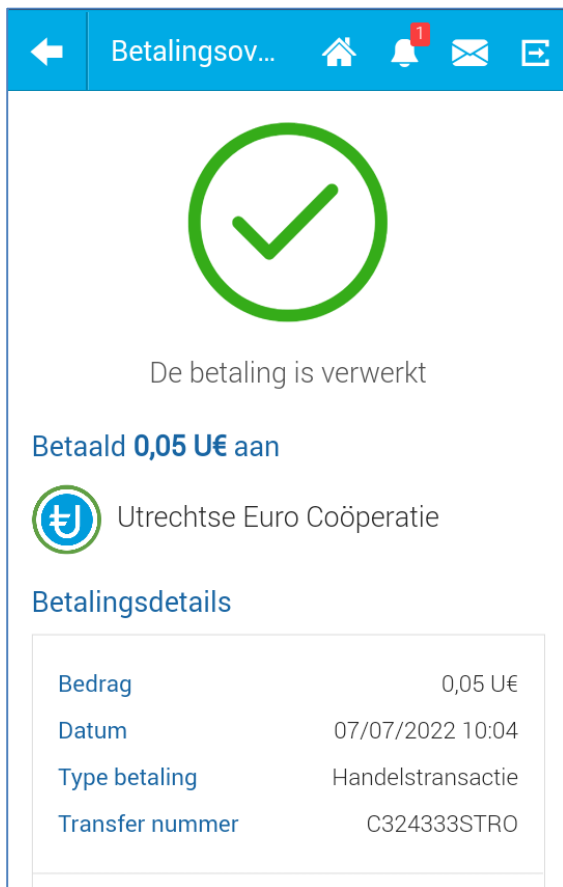 Betalingsov...
1
De betaling is verwerkt
Betaald 0,05 U€ aan
Utrechtse Euro Coöperatie
Betalingsdetails
Bedrag 0,05 U€
Datum 07/07/2022 10:04
Type betaling Handelstransactie
Transfer nummer C324333STRO